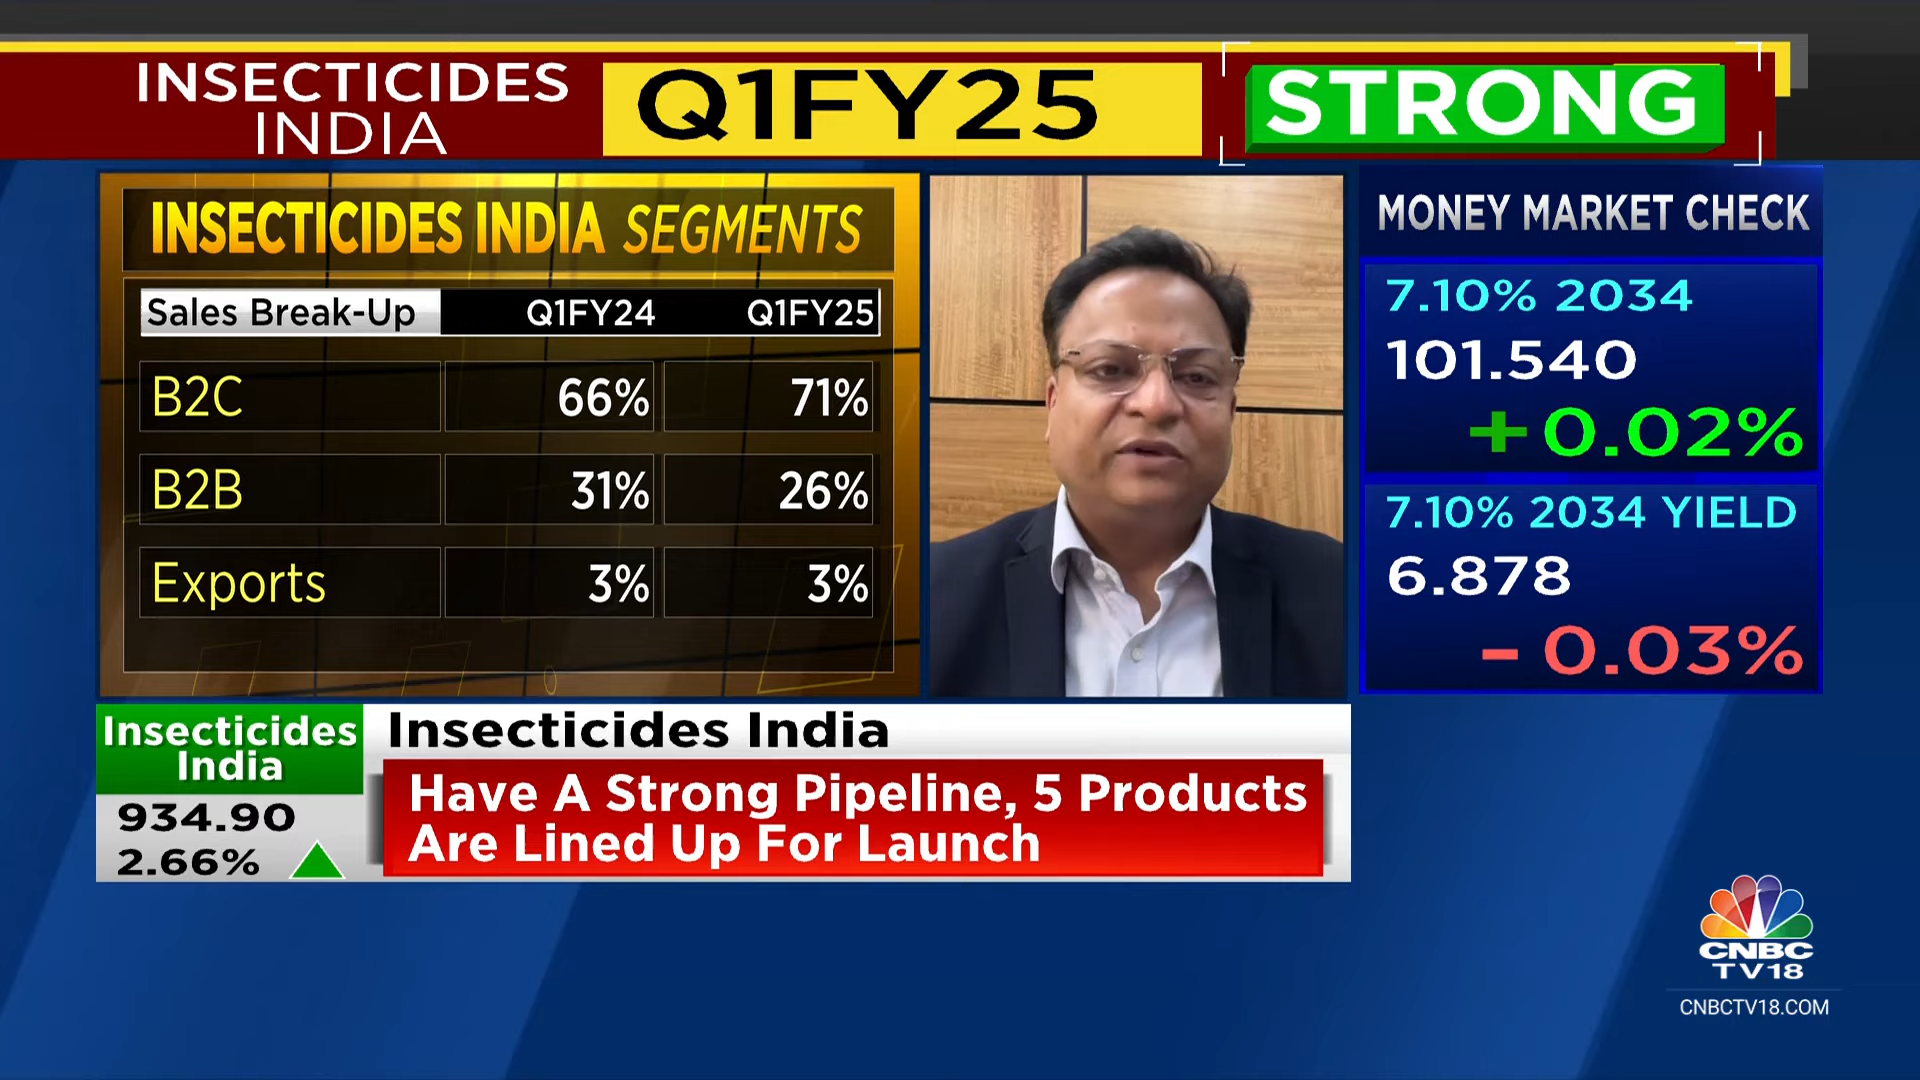 INSECTICIDES
INDIA
Q1FY25
STRONG
INSECTICIDES INDIA SEGMENTS
Sales Break-Up Q1FY24 Q1FY25
B2C 66% 71%
B2B 31% 26%
Exports 3% 3%
MONEY MARKET CHECK
7.10% 2034
101.540
+0.02%
7.10% 2034 YIELD
6.878
- 0.03%
Insecticides
India
934.90
2.66%
Insecticides India
Have A Strong Pipeline, 5 Products
Are Lined Up For Launch
CNBC
TV18
CNBCTV18.COM